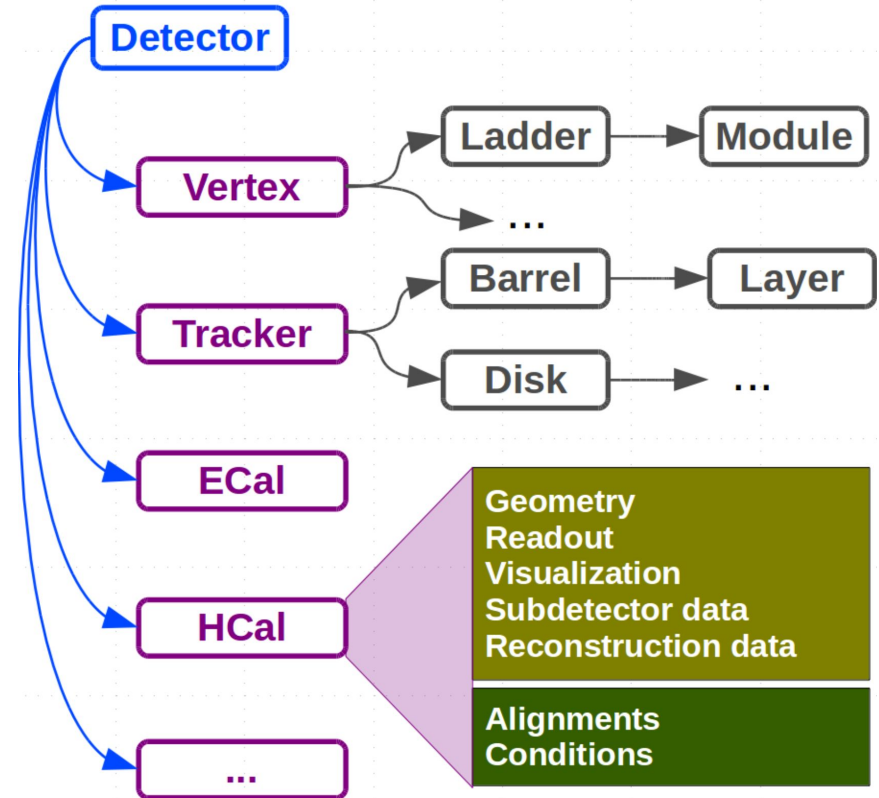 Detector
Vertex
Ladder
Module
...
Tracker
Barrel
Layer
Disk
...
ECal
HCal
Geometry
Readout
Visualization
Subdetector data
Reconstruction data
Alignments
Conditions
...